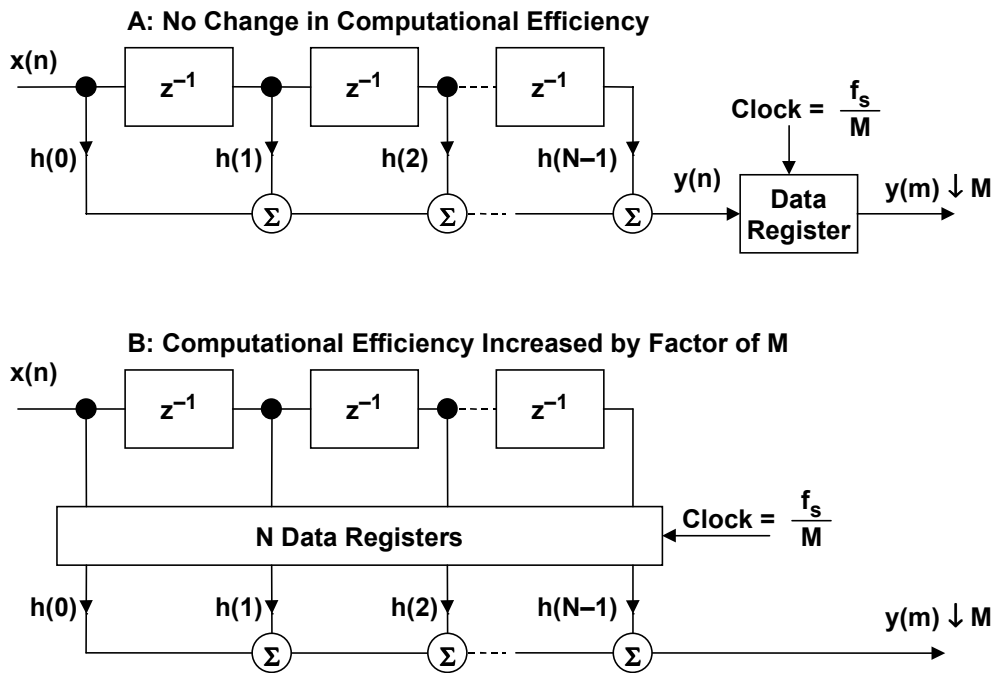 A: No Change in Computational Efficiency
x(n)
z–1
z–1
z–1
Clock = fs
M
h(0)
h(1)
h(2)
h(N–1)
y(n)
Data
Register
y(m) ↓ M
Σ
Σ
Σ
B: Computational Efficiency Increased by Factor of M
x(n)
z–1
z–1
z–1
N Data Registers
Clock = fs
M
h(0)
h(1)
h(2)
h(N–1)
y(m) ↓ M
Σ
Σ
Σ